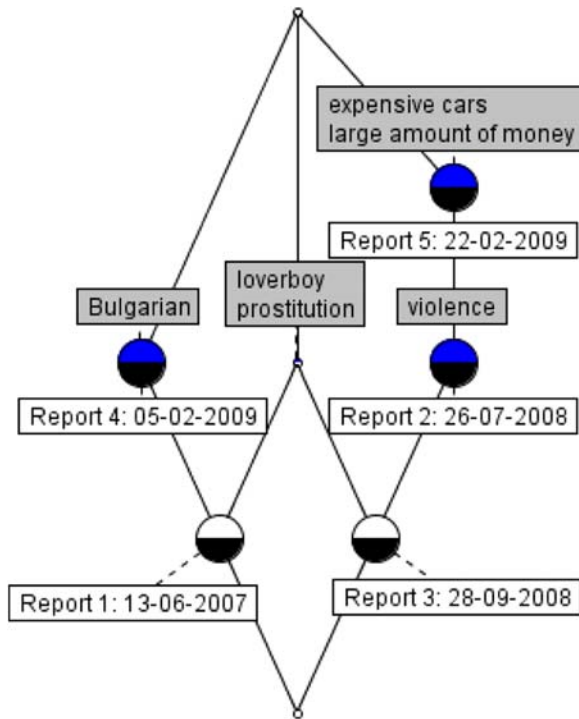 expensive cars
large amount of money
Report 5: 22-02-2009
loverboy
prostitution
Bulgarian
violence
Report 4: 05-02-2009
Report 2: 26-07-2008
Report 1: 13-06-2007
Report 3: 28-09-2008